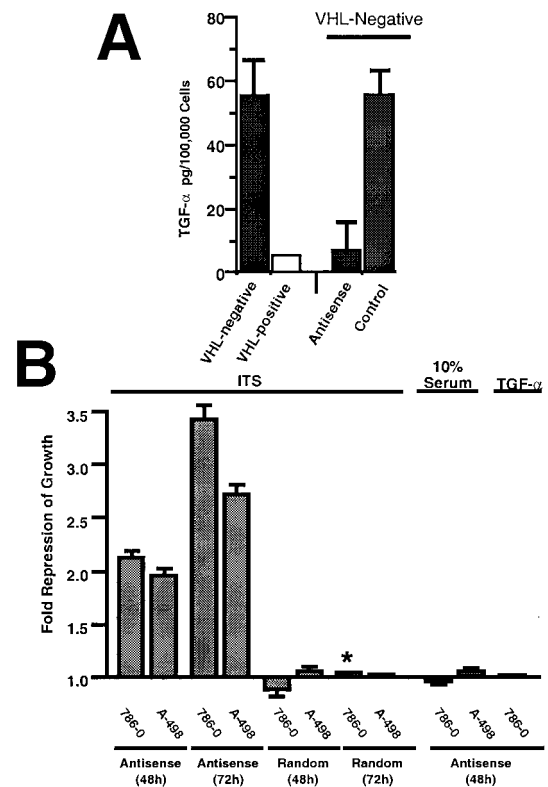 A
VHL-Negative
TGF-α pg/100,000 Cells
80
60
40
20
0
VHL-negative
VHL-positive
Antisense
Control
B
ITS
10%
Serum
TGF-α
Fold Repression of Growth
3.5
3.0
2.5
2.0
1.5
1.0
*
786-0
A-498
786-0
A-498
786-0
A-498
786-0
A-498
786-0
A-498
786-0
Antisense
(48h)
Antisense
(72h)
Random
(48h)
Random
(72h)
Antisense
(48h)